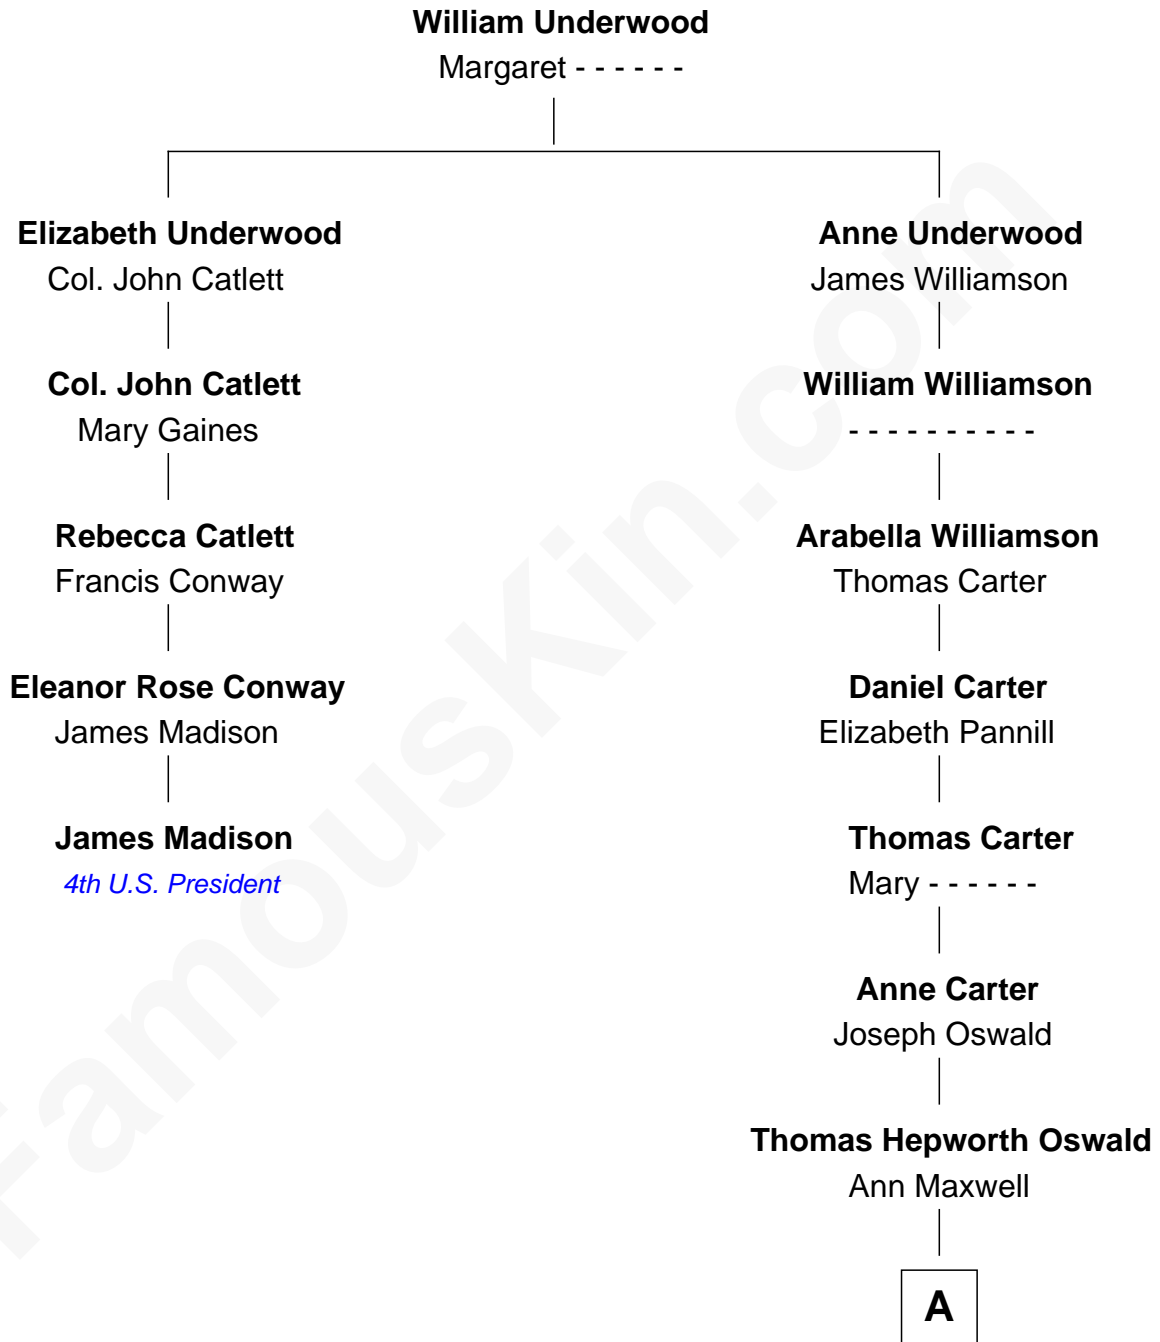 William Underwood
Margaret - - - - - -
Elizabeth Underwood
Col. John Catlett
Col. John Catlett
Mary Gaines
Rebecca Catlett
Francis Conway
Eleanor Rose Conway
James Madison
James Madison
4th U.S. President
Anne Underwood
James Williamson
William Williamson
- - - - - - - - - -
Arabella Williamson
Thomas Carter
Daniel Carter
Elizabeth Pannill
Thomas Carter
Mary - - - - - -
Anne Carter
Joseph Oswald
Thomas Hepworth Oswald
Ann Maxwell
A
FamousKin.com